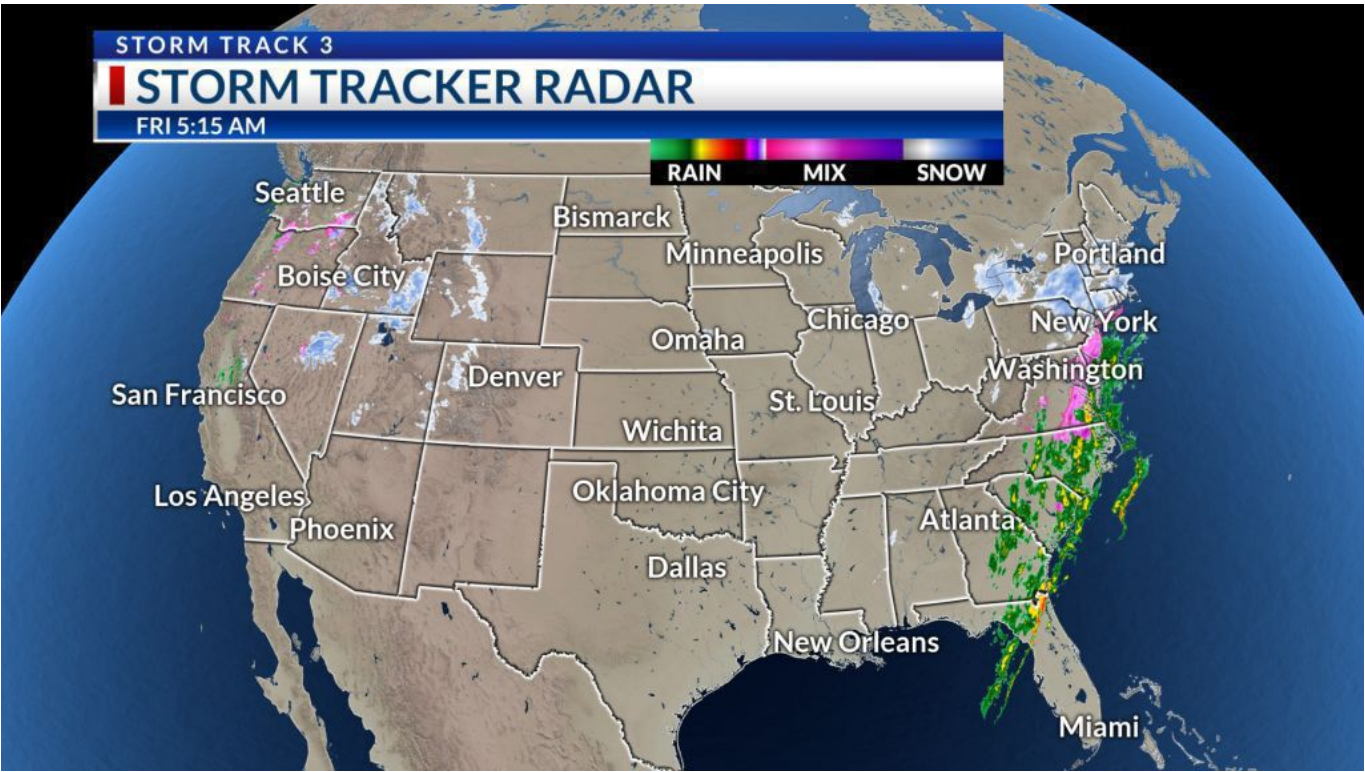 STORM TRACK 3
STORM TRACKER RADAR
FRI 5:15 AM
RAIN MIX SNOW
Seattle
Bismarck
Minneapolis
Portland
Boise City
Chicago
New York
Omaha
Washington
Denver
San Francisco
St. Louis
Wichita
Los Angeles
Oklahoma City
Phoenix
Atlanta
Dallas
New Orleans
Miami